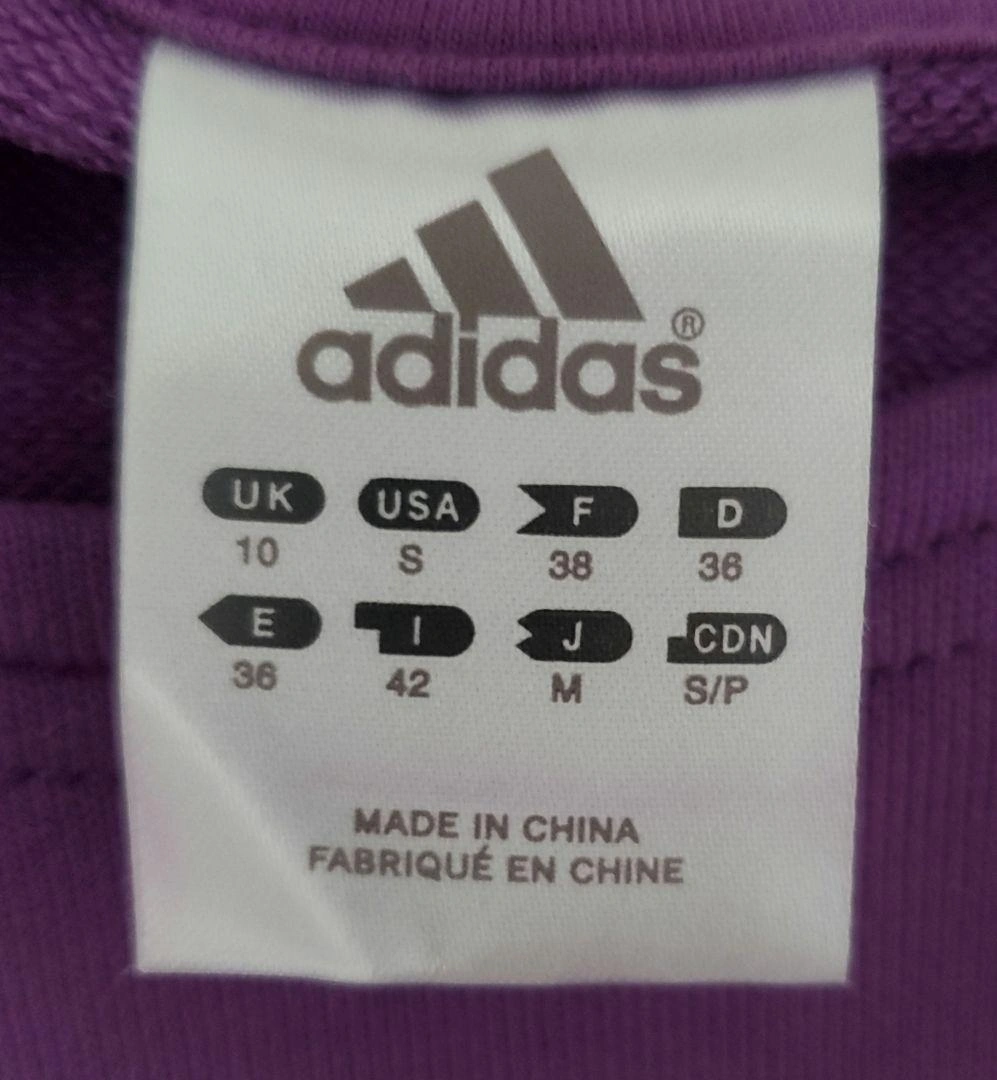 adidas®
UK USA F D
10 S 38 36
E I J CDN
36 42 M S/P
MADE IN CHINA
FABRIQUÉ EN CHINE